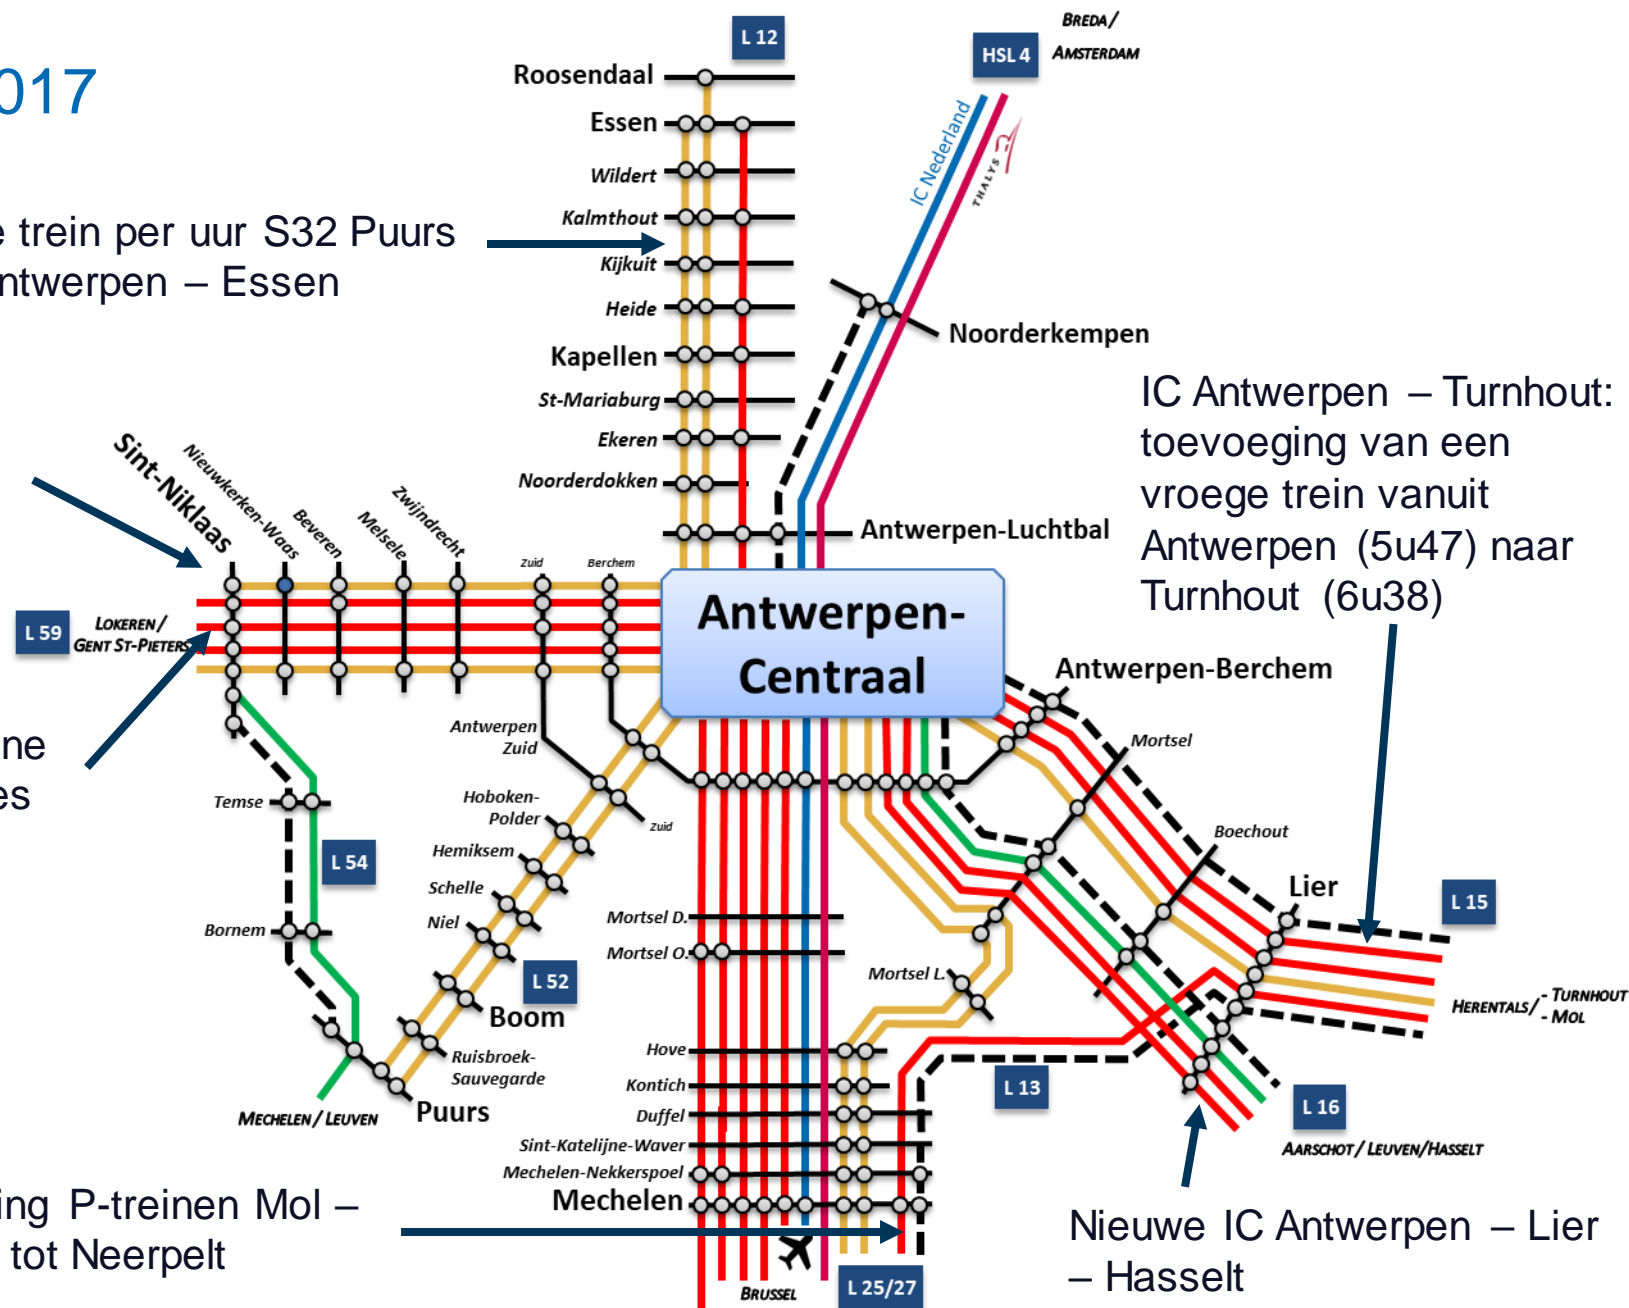 017
L 12
HSL 4
BREDA /
AMSTERDAM
Roosendaal
Essen
Wildert
Kalmthout
Kijkuit
Heide
Kapellen
St-Mariaburg
Ekeren
Noorderdokken
Antwerpen-Luchtbal
IC Nederland
THALYS
Noorderkempen
e trein per uur S32 Puurs
ntwerpen – Essen
IC Antwerpen – Turnhout:
toevoeging van een
vroege trein vanuit
Antwerpen (5u47) naar
Turnhout (6u38)
Sint-Niklaas
Nieuwkerken-Waas
Beveren
Melsele
Zwijndrecht
Zuid
Berchem
L 59
LOKEREN /
GENT ST-PIETERS
Antwerpen-
Centraal
Antwerpen-Berchem
Mortsel
Boechout
Lier
L 15
HERENTALS/
- TURNHOUT
- MOL
ne
es
Antwerpen
Zuid
Zuid
Temse
L 54
Bornem
Hoboken-
Polder
Hemiksem
Schelle
Niel
L 52
Boom
Ruisbroek-
Sauvegarde
Puurs
MECHELEN / LEUVEN
Mortsel D.
Mortsel O.
Mortsel L.
Hove
Kontich
Duffel
Sint-Katelijne-Waver
Mechelen-Nekkerspoel
Mechelen
L 13
L 16
AARSCHOT / LEUVEN/HASSELT
ing P-treinen Mol –
tot Neerpelt
BRUSSEL
L 25/27
Nieuwe IC Antwerpen – Lier
– Hasselt